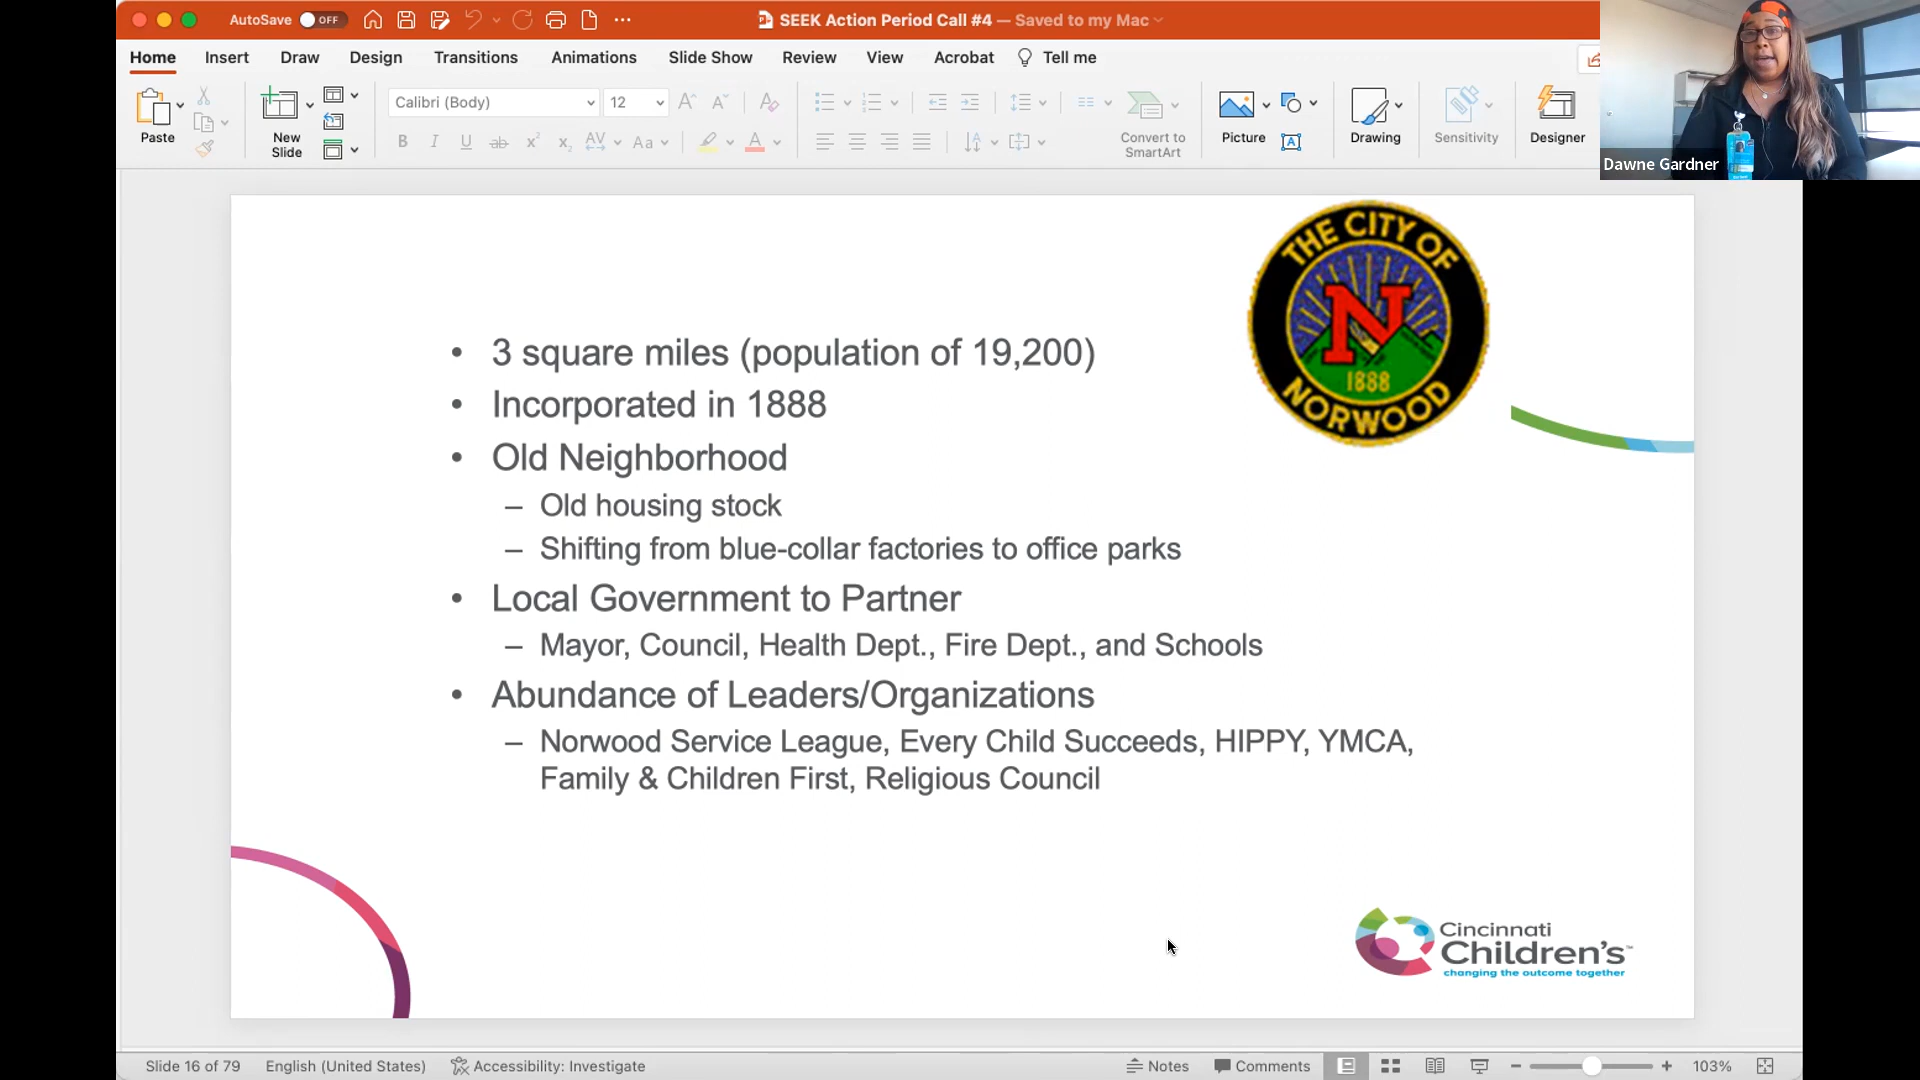 AutoSave OFF
SEEK Action Period Call #4 — Saved to my Mac
Home Insert Draw Design Transitions Animations Slide Show Review View Acrobat Tell me
Paste
New
Slide
Calibri (Body) 12
Convert to
SmartArt
Picture
Drawing
Sensitivity
Designer
Dawne Gardner
THE CITY OF
N
1888
NORWOOD
• 3 square miles (population of 19,200)
• Incorporated in 1888
• Old Neighborhood
– Old housing stock
– Shifting from blue-collar factories to office parks
• Local Government to Partner
– Mayor, Council, Health Dept., Fire Dept., and Schools
• Abundance of Leaders/Organizations
– Norwood Service League, Every Child Succeeds, HIPPY, YMCA,
Family & Children First, Religious Council
Cincinnati
Children's™
changing the outcome together
Slide 16 of 79 English (United States) Accessibility: Investigate Notes Comments 103%